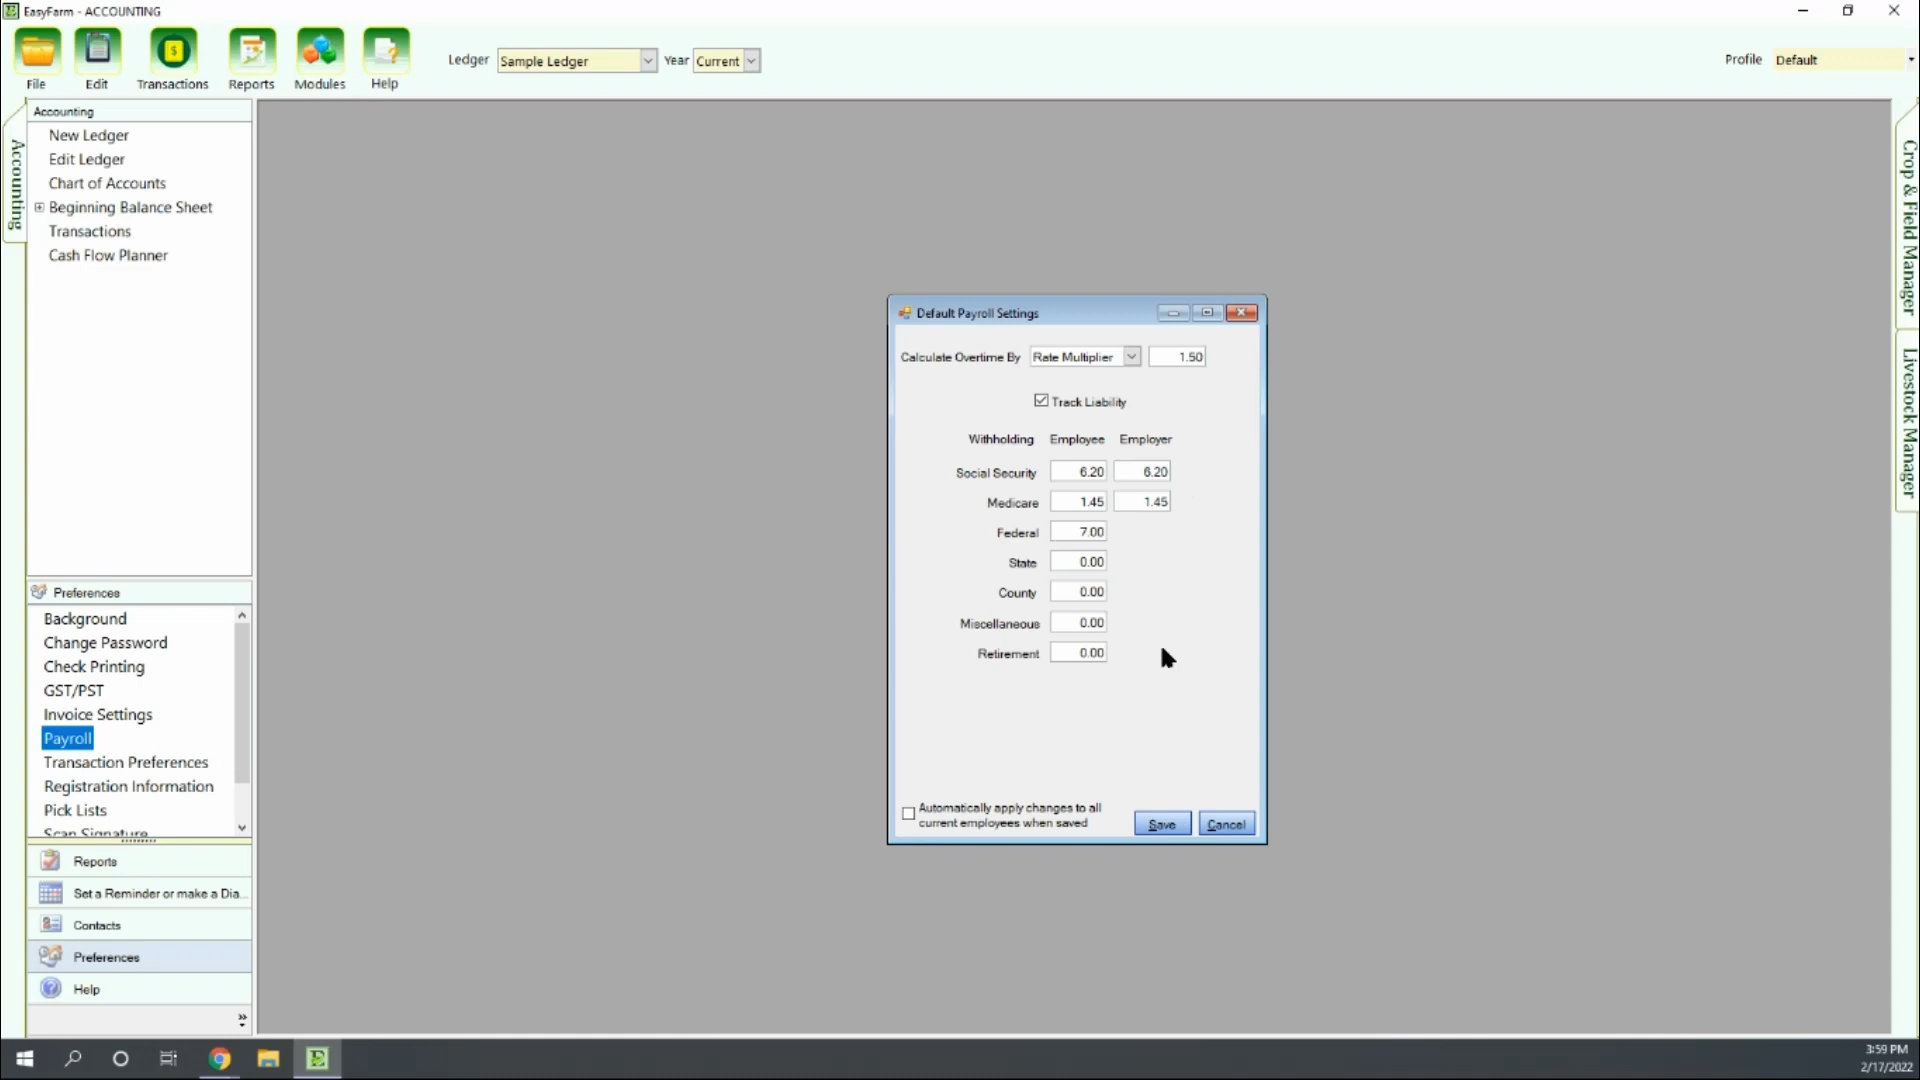 EasyFarm - ACCOUNTING
File
Edit
Transactions
Reports
Modules
Help
Ledger
Sample Ledger
Year
Current
Profile
Default
Accounting
Accounting
New Ledger
Edit Ledger
Chart of Accounts
Beginning Balance Sheet
Transactions
Cash Flow Planner
Default Payroll Settings
Calculate Overtime By Rate Multiplier 1.50
Track Liability
Withholding Employee Employer
Social Security 6.20 6.20
Medicare 1.45 1.45
Federal 7.00
State 0.00
County 0.00
Miscellaneous 0.00
Retirement 0.00
Automatically apply changes to all
current employees when saved
Save
Cancel
Crop & Field Manager
Livestock Manager
Preferences
Background
Change Password
Check Printing
GST/PST
Invoice Settings
Payroll
Transaction Preferences
Registration Information
Pick Lists
Scan Signature
Reports
Set a Reminder or make a Dia...
Contacts
Preferences
Help
3:59 PM
2/17/2022